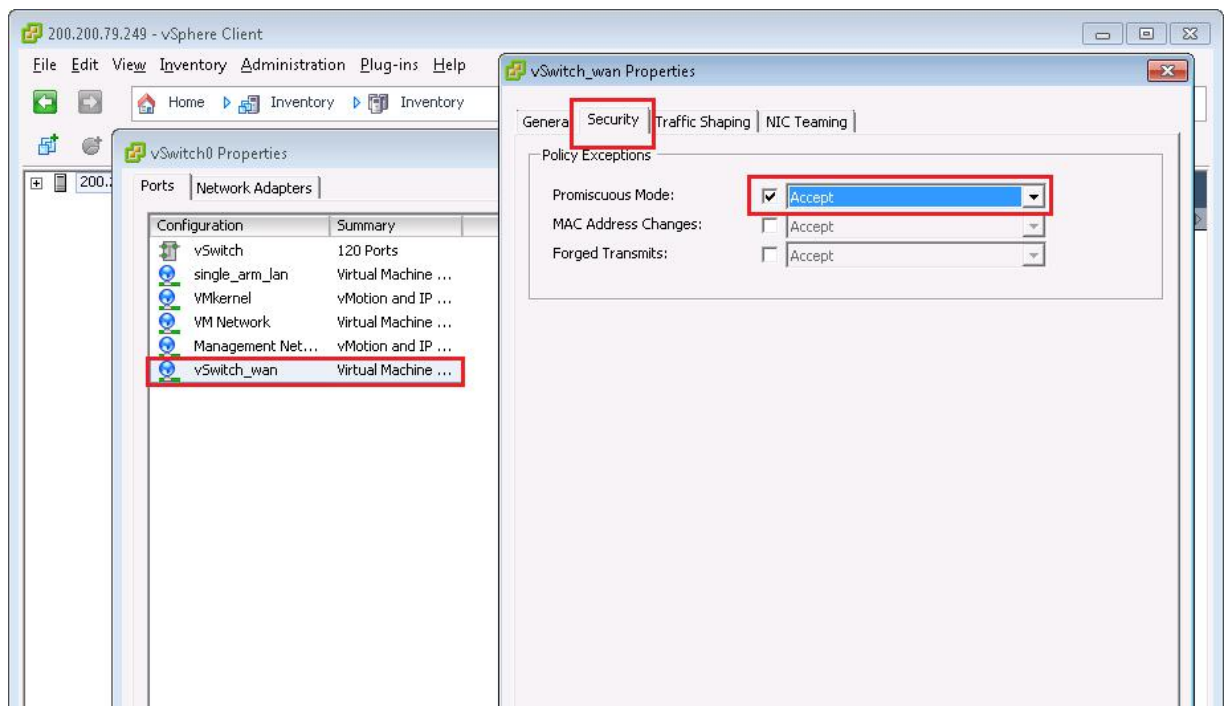 200.200.79.249 - vSphere Client
File Edit View Inventory Administration Plug-ins Help
Home Inventory Inventory
200.
vSwitch0 Properties
Ports Network Adapters
Configuration Summary
vSwitch 120 Ports
single_arm_lan Virtual Machine ...
VMkernel vMotion and IP ...
VM Network Virtual Machine ...
Management Net... vMotion and IP ...
vSwitch_wan Virtual Machine ...
vSwitch_wan Properties
Genera Security Traffic Shaping NIC Teaming
Policy Exceptions
Promiscuous Mode: Accept
MAC Address Changes: Accept
Forged Transmits: Accept